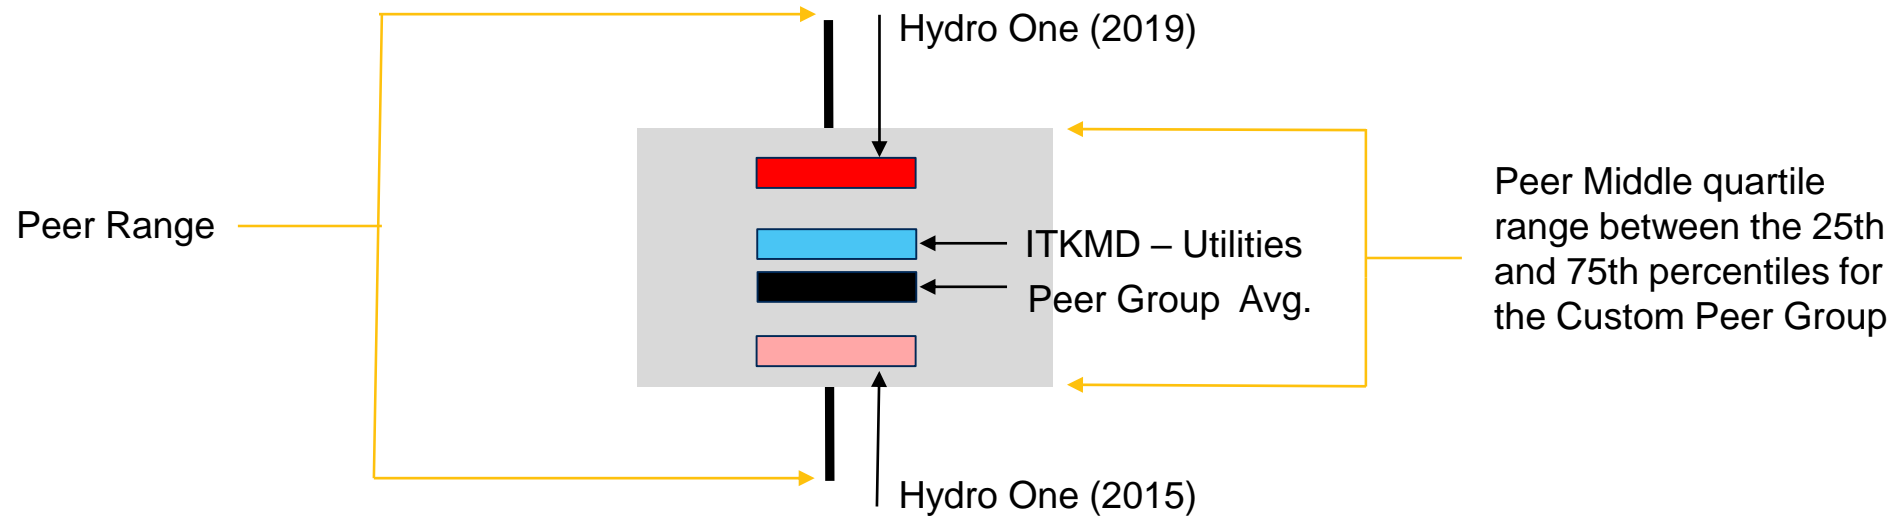 Hydro One (2019)
Peer Range
ITKMD – Utilities
Peer Group  Avg.
Hydro One (2015)
Peer Middle quartile
range between the 25th
and 75th percentiles for
the Custom Peer Group